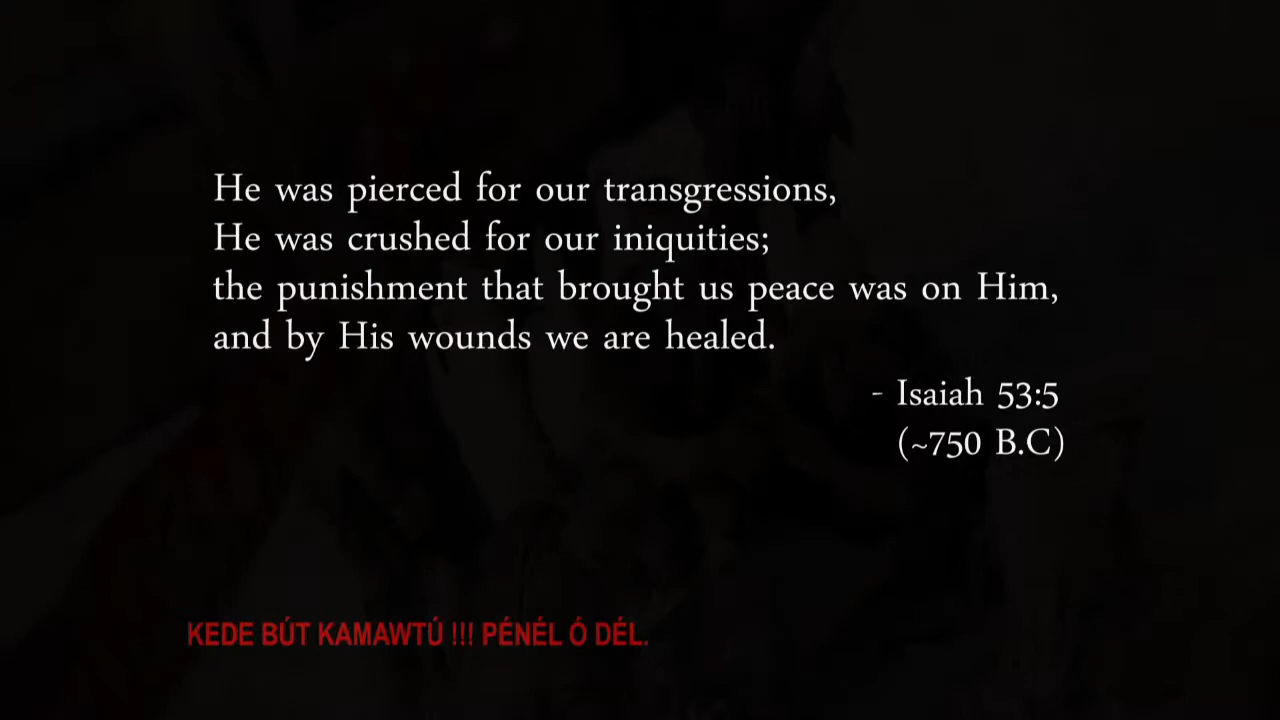 He was pierced for our transgressions,
He was crushed for our iniquities;
the punishment that brought us peace was on Him,
and by His wounds we are healed.
- Isaiah 53:5
(~750 B.C)
KEDE BÚT KAMAWTÚ !!! PÉNÉL Ó DÉL.